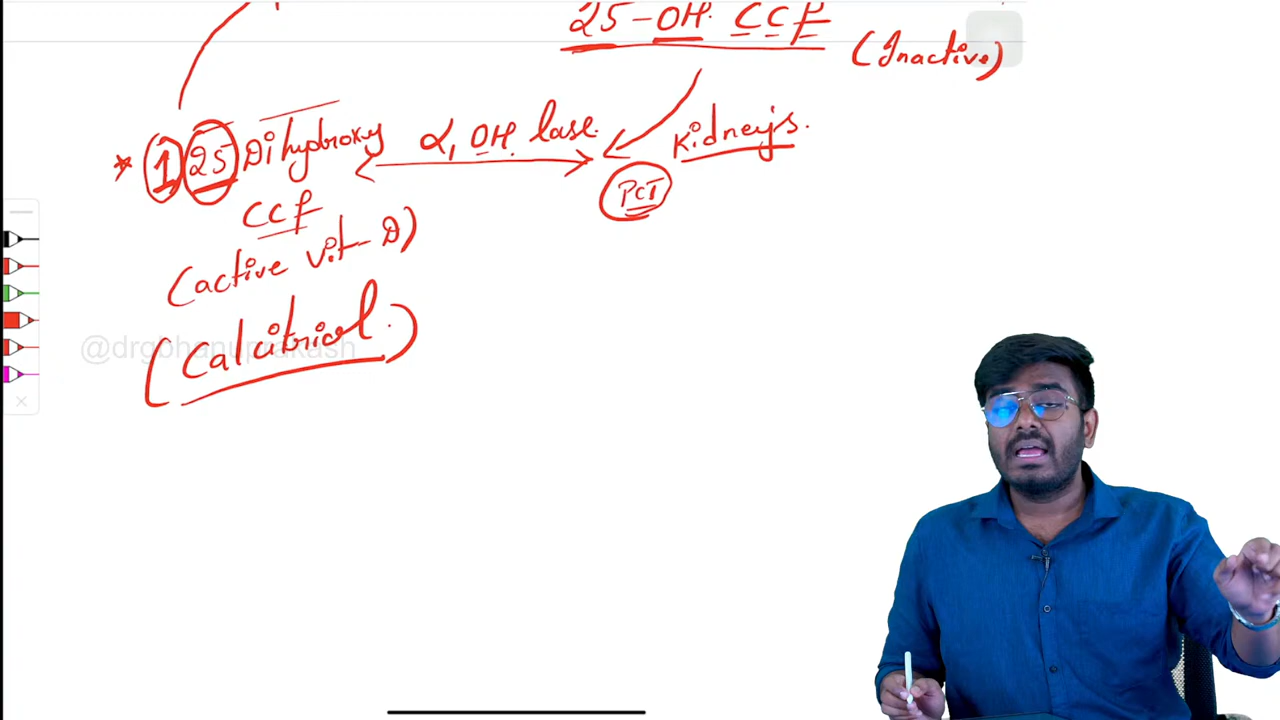 25-OH. CCF
(Inactive)
* 1 25 Dihydroxy
α, OH lase.
Kidneys.
PCT
CCF
(active Vit-D)
(Calcitriol.)
@drgbhanuprakash